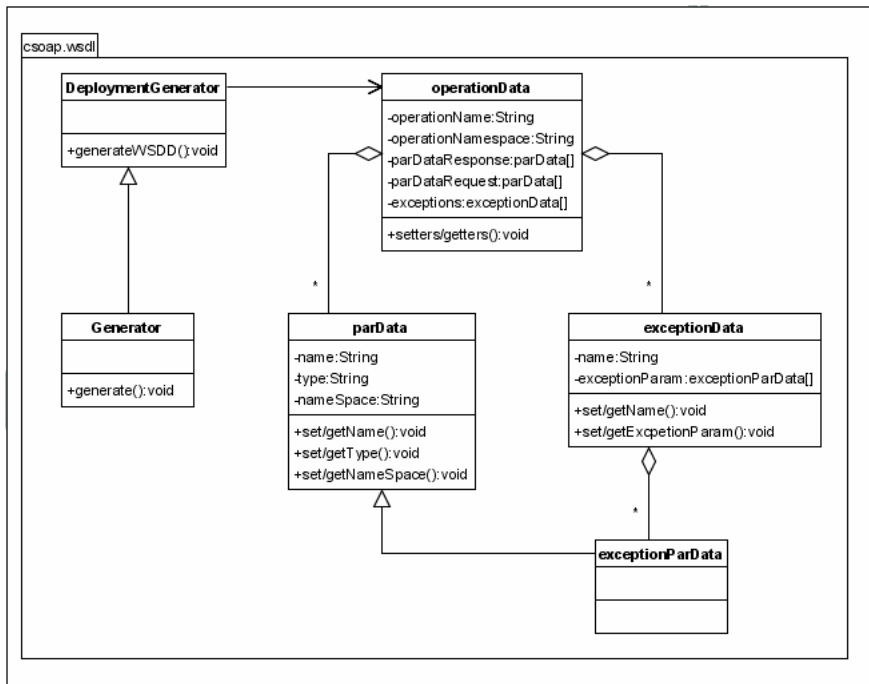 csoap.wsdl
DeploymentGenerator
+generateWSDD():void
operationData
-operationName:String
-operationNamespace:String
-parDataResponse:parData[]
-parDataRequest:parData[]
-exceptions:exceptionData[]
+setters/getters():void
*
*
Generator
+generate():void
parData
-name:String
-type:String
-nameSpace:String
+set/getName():void
+set/getType():void
+set/getNameSpace():void
exceptionData
-name:String
-exceptionParam:exceptionParData[]
+set/getName():void
+set/getExcpetionParam():void
*
exceptionParData